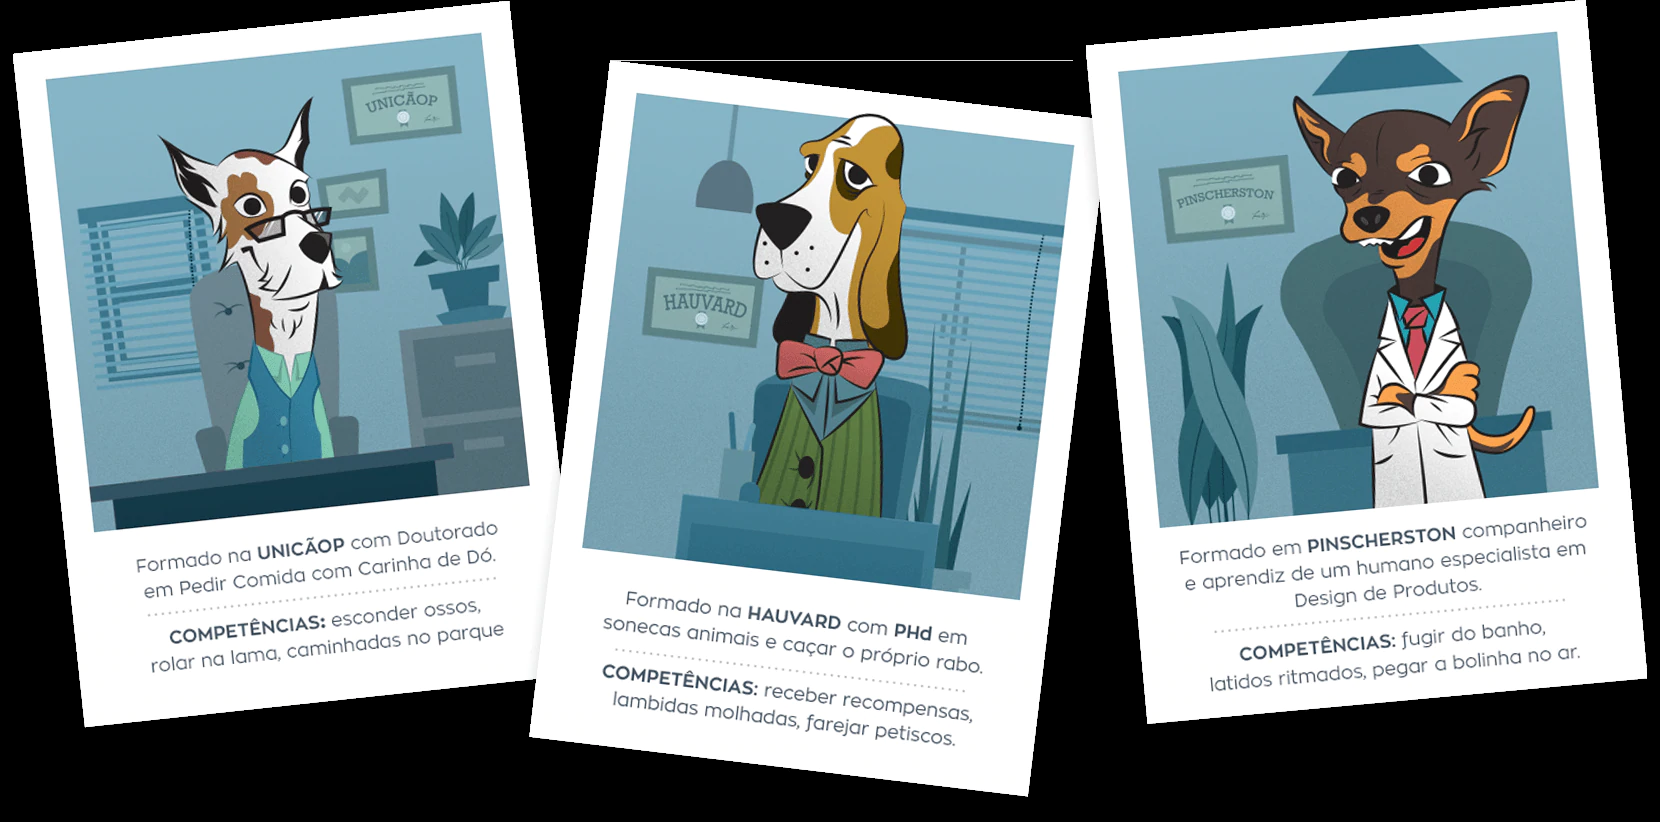 UNICÃOP
Formado na UNICÃOP com Doutorado
em Pedir Comida com Carinha de Dó.
COMPETÊNCIAS: esconder ossos,
rolar na lama, caminhadas no parque
HAUVARD
Formado na HAUVARD com PHd em
sonecas animais e caçar o próprio rabo.
COMPETÊNCIAS: receber recompensas,
lambidas molhadas, farejar petiscos.
PINSCHERSTON
Formado em PINSCHERSTON companheiro
e aprendiz de um humano especialista em
Design de Produtos.
COMPETÊNCIAS: fugir do banho,
latidos ritmados, pegar a bolinha no ar.